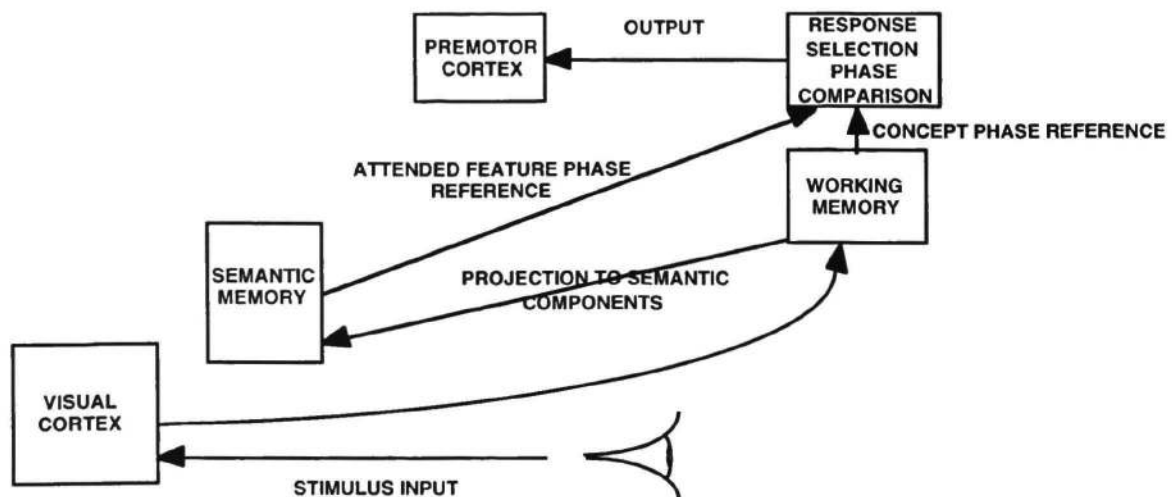 OUTPUT
RESPONSE
SELECTION
PHASE
COMPARISON
PREMOTOR
CORTEX
CONCEPT PHASE REFERENCE
ATTENDED FEATURE PHASE
REFERENCE
WORKING
MEMORY
SEMANTIC
MEMORY
PROJECTION TO SEMANTIC
COMPONENTS
VISUAL
CORTEX
STIMULUS INPUT